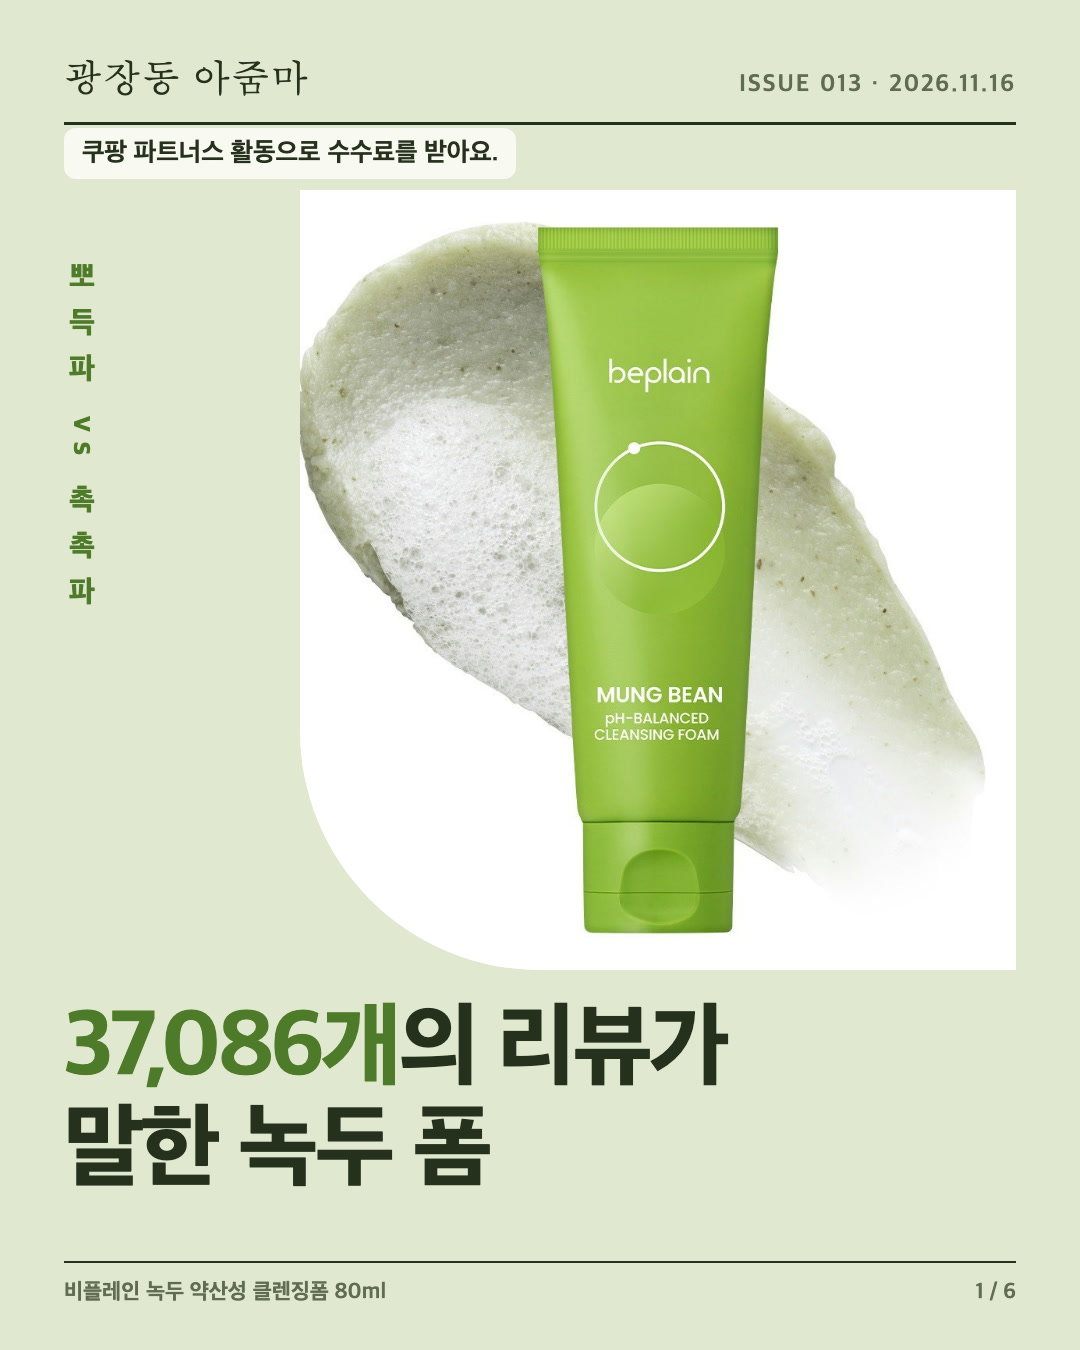 광장동 아줌마
ISSUE 013 · 2026.11.16
쿠팡 파트너스 활동으로 수수료를 받아요.
뽀득파 vs 촉촉파
beplain
MUNG BEAN
pH-BALANCED
CLEANSING FOAM
37,086개의 리뷰가
말한 녹두 폼
비플레인 녹두 약산성 클렌징폼 80ml
1 / 6